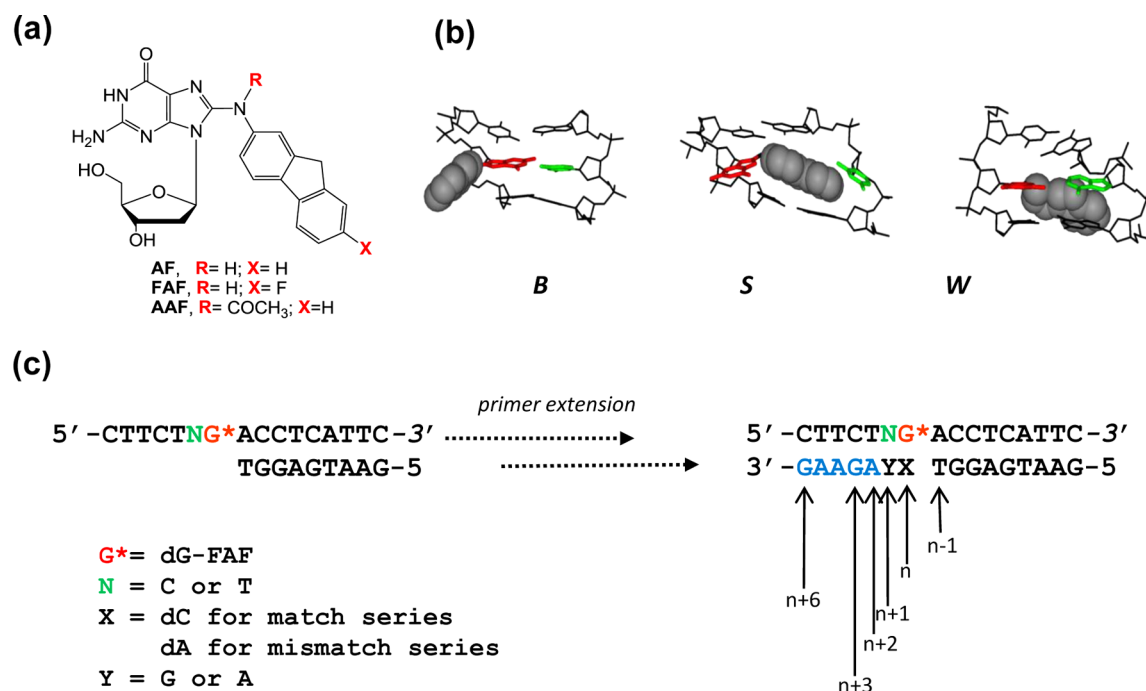 (a)
O
N
R
HN
N
H₂N
N
N
HO
O
OH
X
AF, R= H; X= H
FAF, R= H; X= F
AAF, R= COCH₃; X=H
(b)
B
S
W
(c)
primer extension
5′-CTTCTNG*ACCTCATTC-3′
TGGAGTAAG-5
5′-CTTCTNG*ACCTCATTC-3′
3′-GAAGAYX TGGAGTAAG-5
n-1
n
n+6
n+1
n+2
n+3
G*= dG-FAF
N = C or T
X = dC for match series
dA for mismatch series
Y = G or A